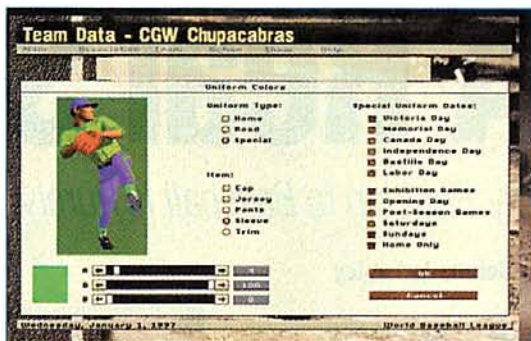 Team Data - CGW Chupacabras
Uniform Colors
Uniform Type:
Home
Road
Special
Item:
Cap
Jersey
Pants
Sleeve
Trim
Special Uniform Dates:
Victoria Day
Memorial Day
Canada Day
Independence Day
Bastille Day
Labor Day
Exhibition Games
Opening Day
Post-Season Games
Saturdays
Sundays
Home Only
100
Cancel
Wednesday, January 1, 1997
World Baseball League